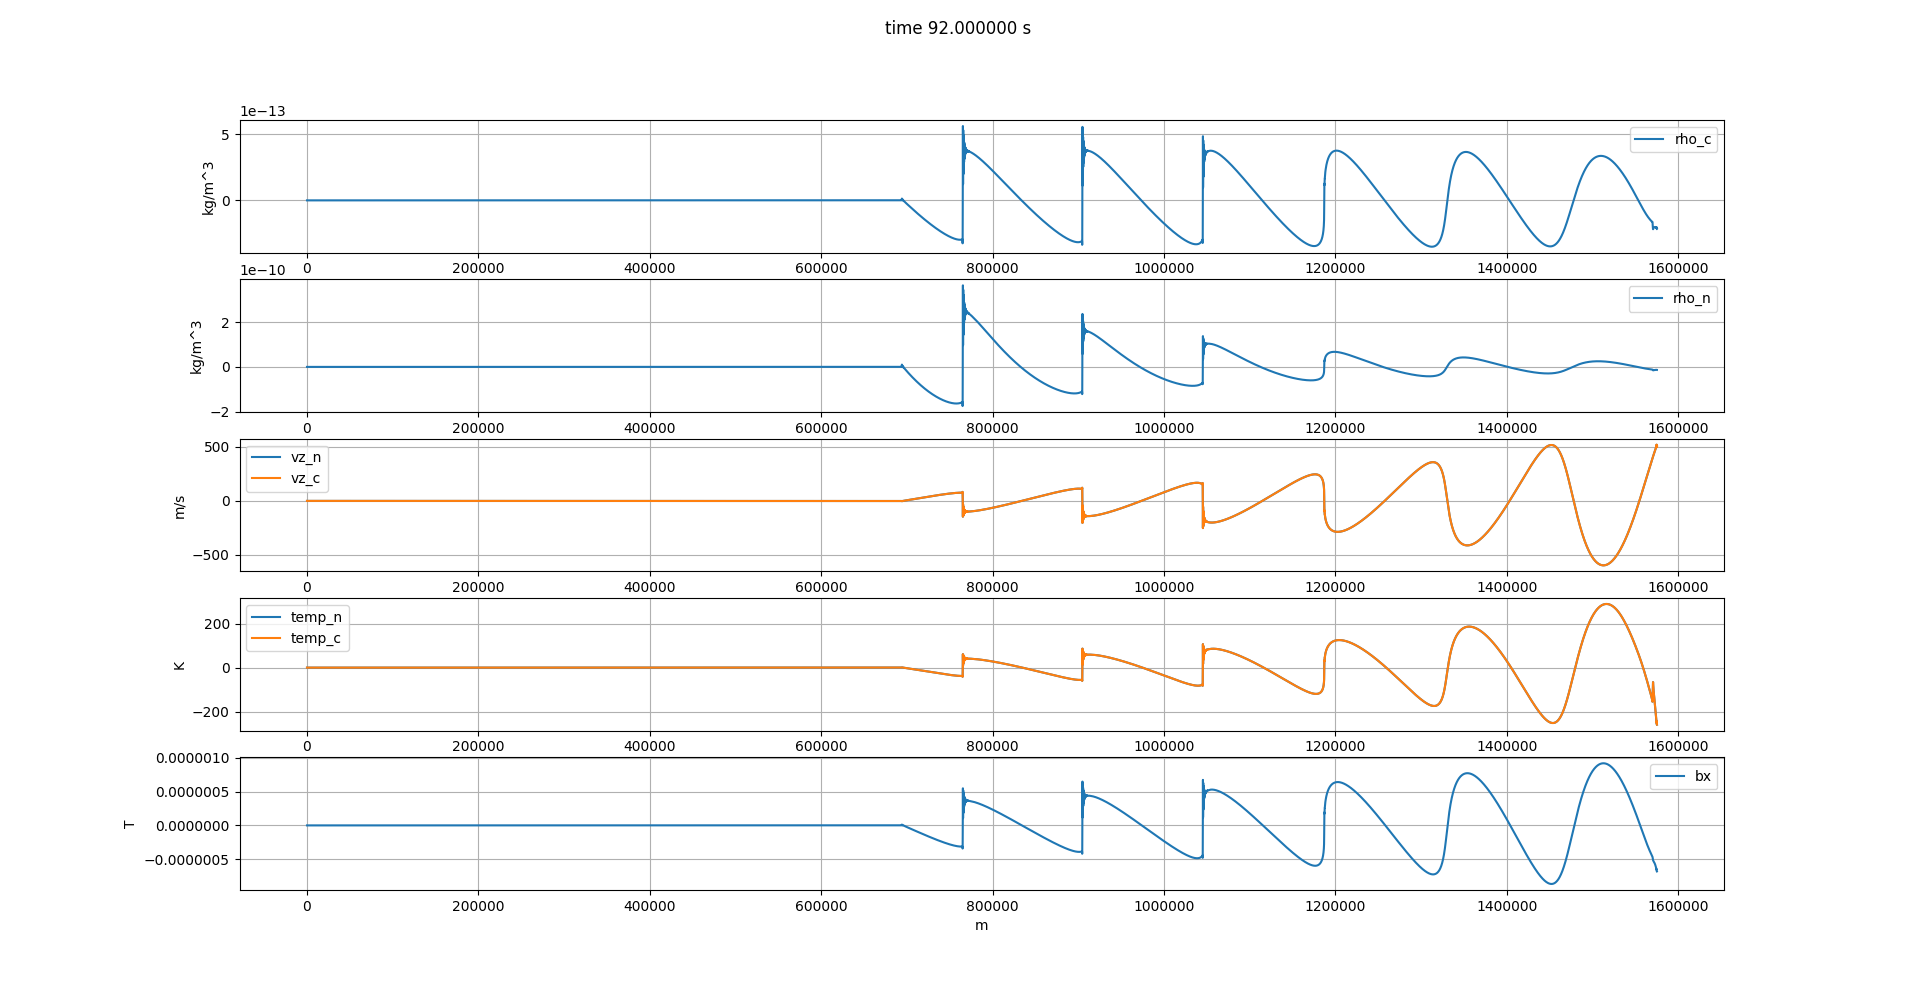 time 92.000000 s
1e−13
5
0
kg/m^3
rho_c
0 200000 400000 600000 800000 1000000 1200000 1400000 1600000
1e−10
2
0
−2
kg/m^3
rho_n
0 200000 400000 600000 800000 1000000 1200000 1400000 1600000
500
0
−500
m/s
vz_n
vz_c
0 200000 400000 600000 800000 1000000 1200000 1400000 1600000
200
0
−200
K
temp_n
temp_c
0 200000 400000 600000 800000 1000000 1200000 1400000 1600000
0.0000010
0.0000005
0.0000000
−0.0000005
T
bx
0 200000 400000 600000 800000 1000000 1200000 1400000 1600000
m